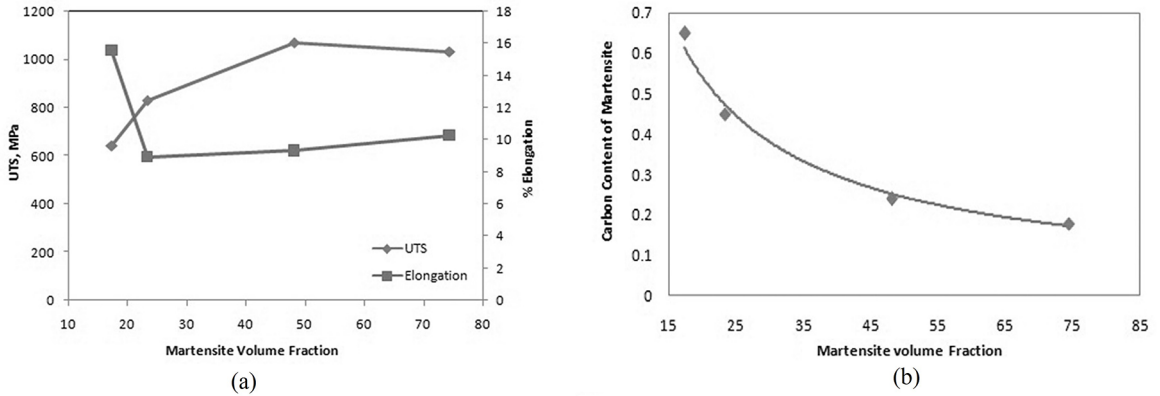 1200
1000
800
600
400
200
0
UTS, MPa
18
16
14
12
10
8
6
4
2
0
% Elongation
UTS
Elongation
10 20 30 40 50 60 70 80
Martensite Volume Fraction
(a)
0.7
0.6
0.5
0.4
0.3
0.2
0.1
0
Carbon Content of Martensite
15 25 35 45 55 65 75 85
Martensite volume Fraction
(b)